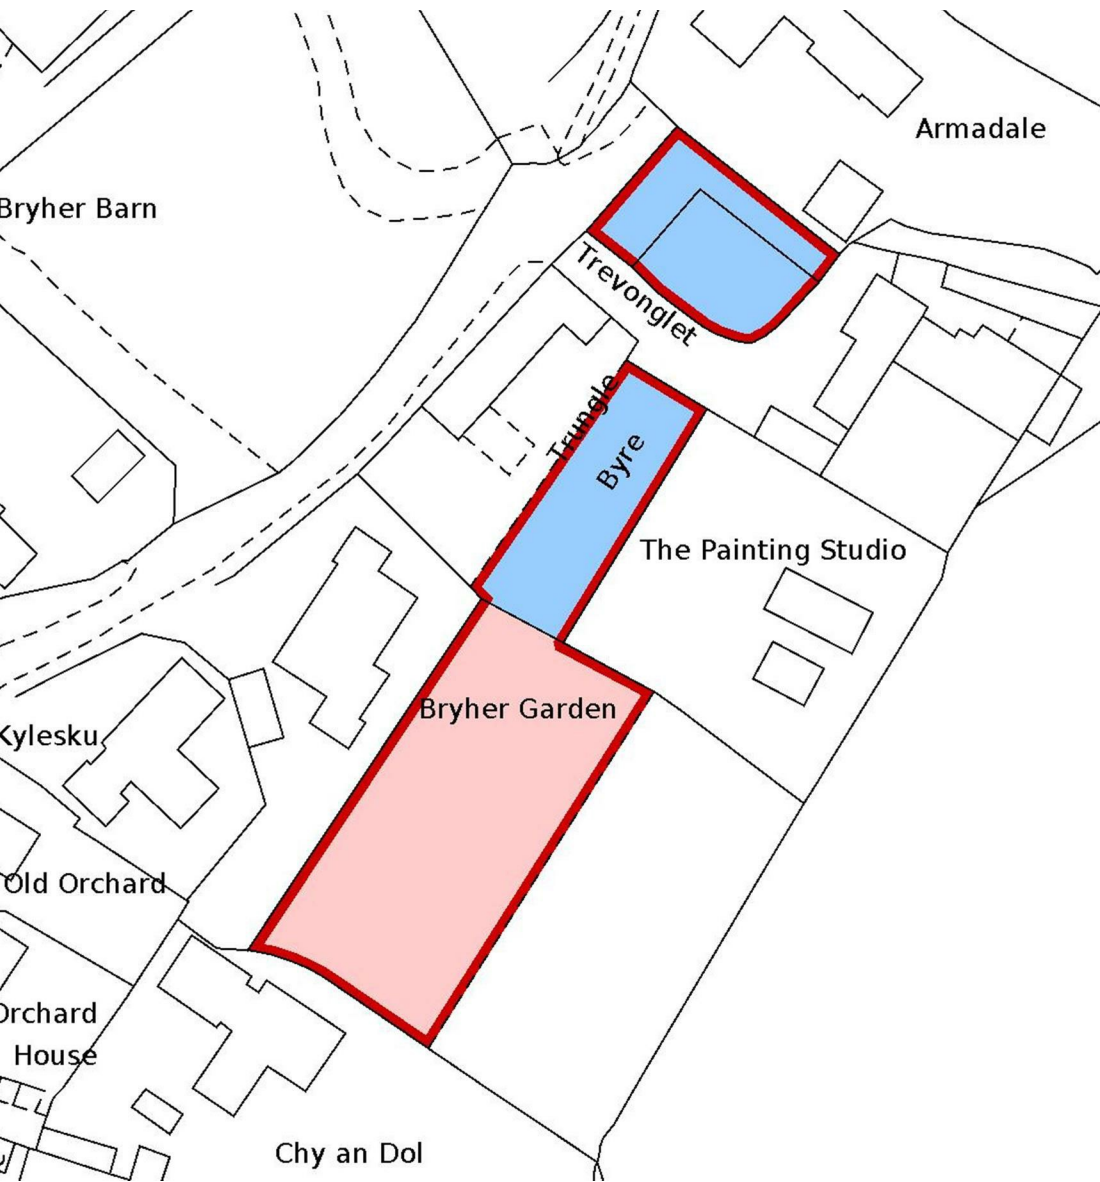 Armadale
Bryher Barn
Trevonglet
Trungle
Byre
The Painting Studio
Bryher Garden
Kylesku
Old Orchard
Orchard
House
Chy an Dol